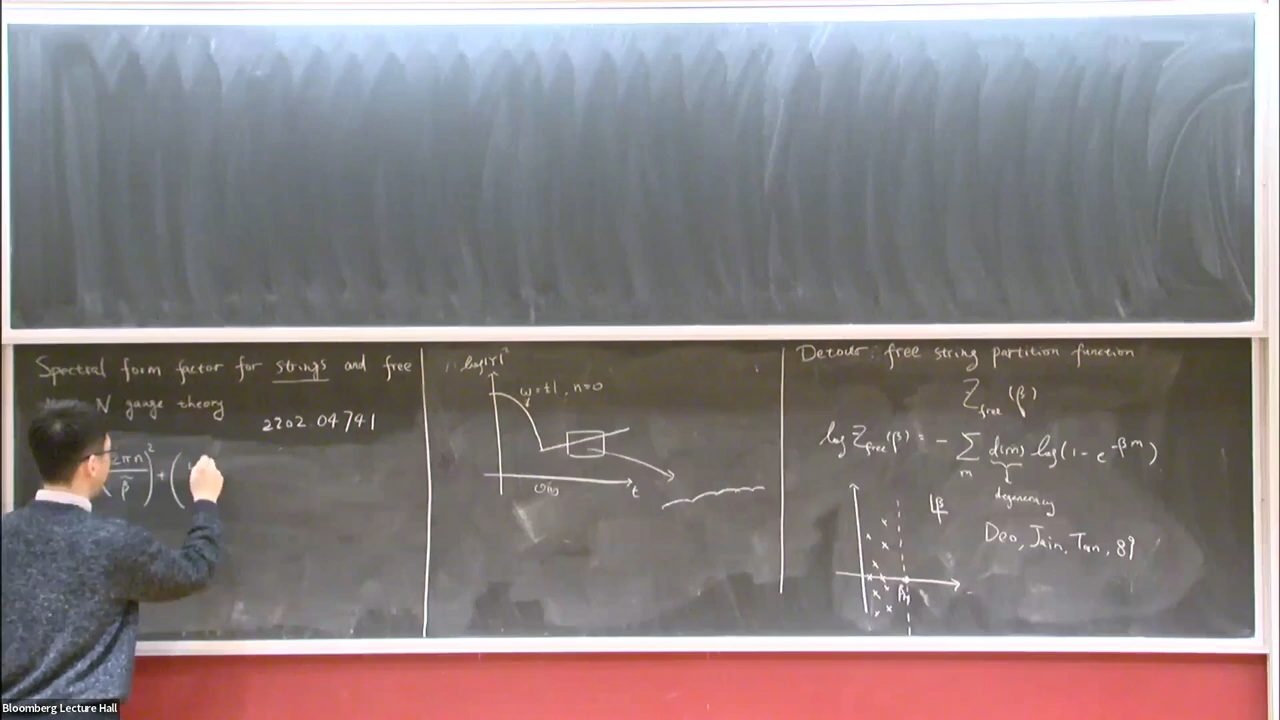 Spectral form factor for strings and free
N gauge theory
2202.04741
(2πn/β̃)² + (
log|Y|²
ω=±1, n=0
t
Detour: free string partition function
Z_free(β)
log Z_free(β) = - Σ_m d(m) log(1-e^{-βm})
degeneracy
β
Deo, Jain, Tan, 89
β_H
Bloomberg Lecture Hall